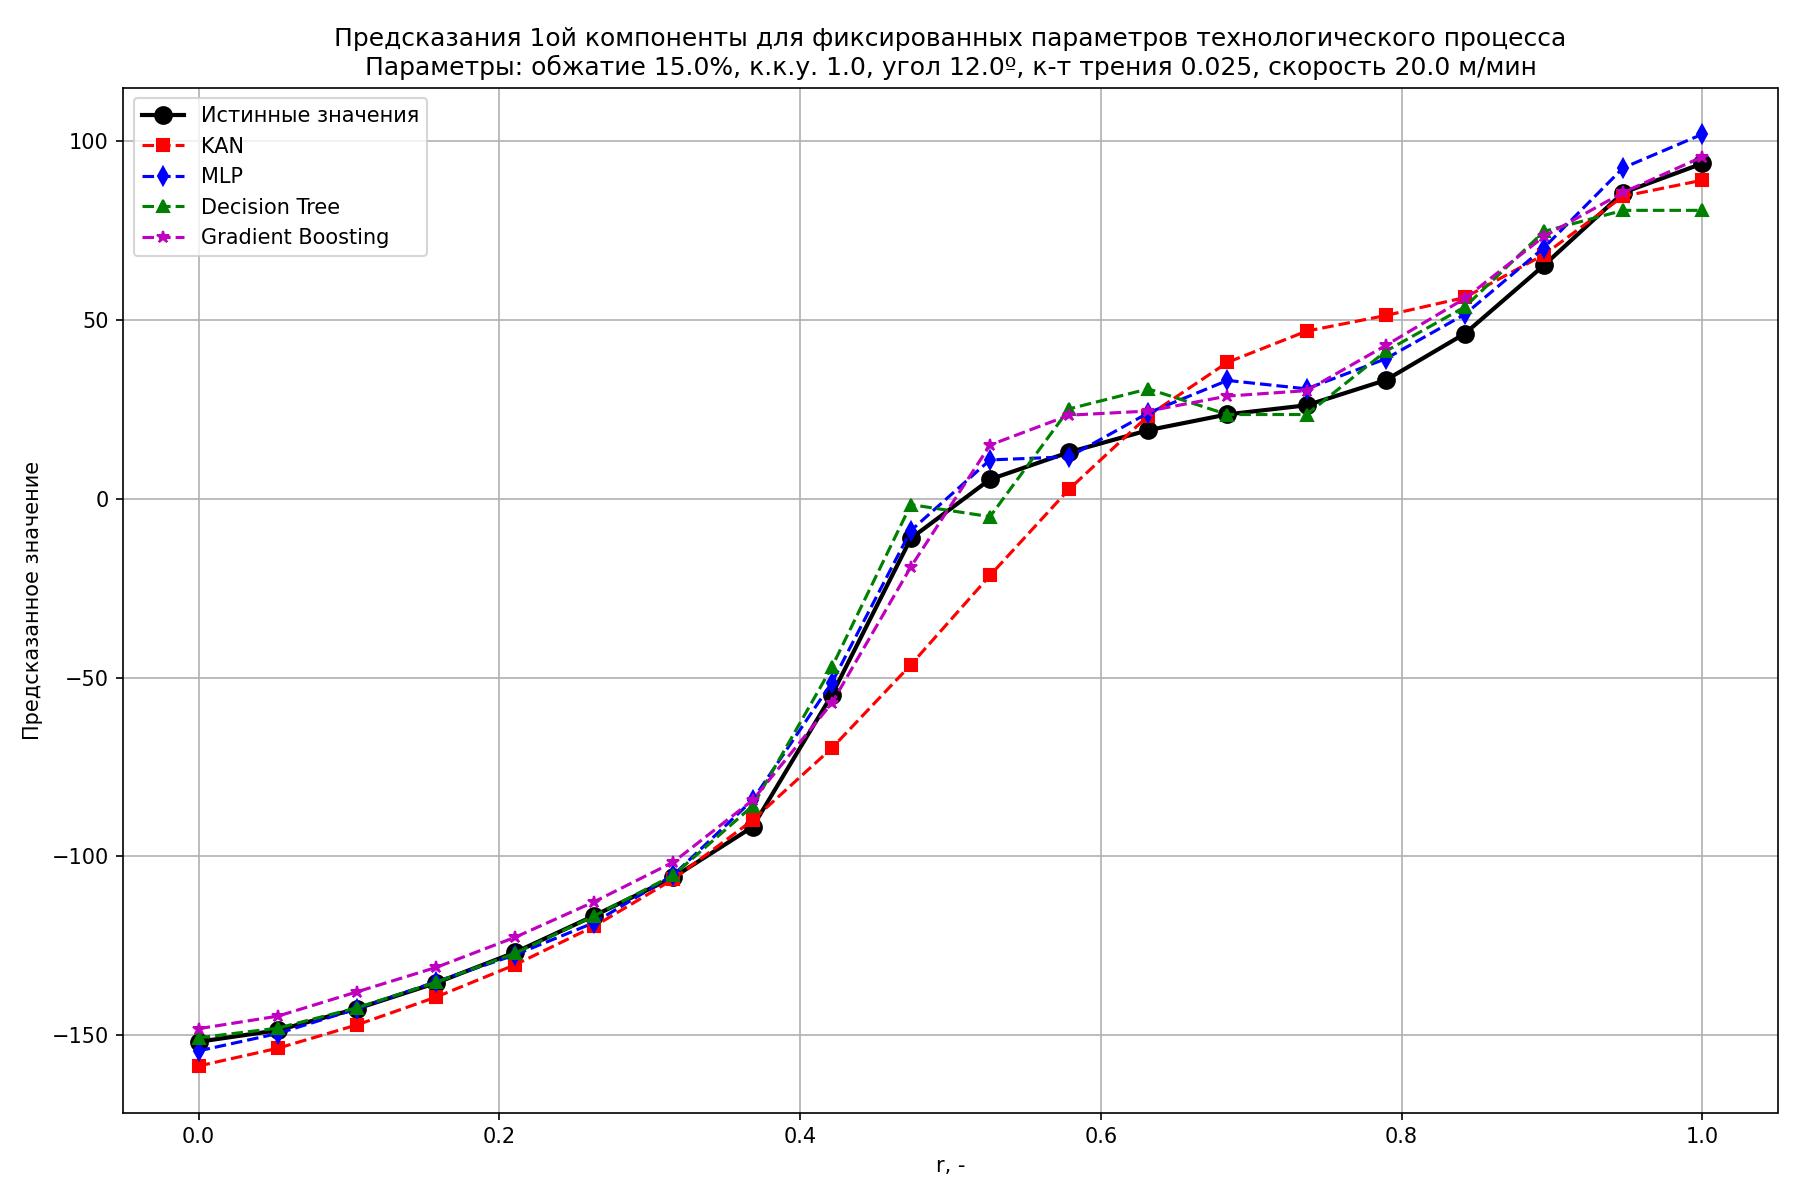 Предсказания 1ой компоненты для фиксированных параметров технологического процесса
Параметры: обжатие 15.0%, к.к.у. 1.0, угол 12.0º, к-т трения 0.025, скорость 20.0 м/мин
Истинные значения
KAN
MLP
Decision Tree
Gradient Boosting
Предсказанное значение
100
50
0
−50
−100
−150
0.0 0.2 0.4 0.6 0.8 1.0
r, -